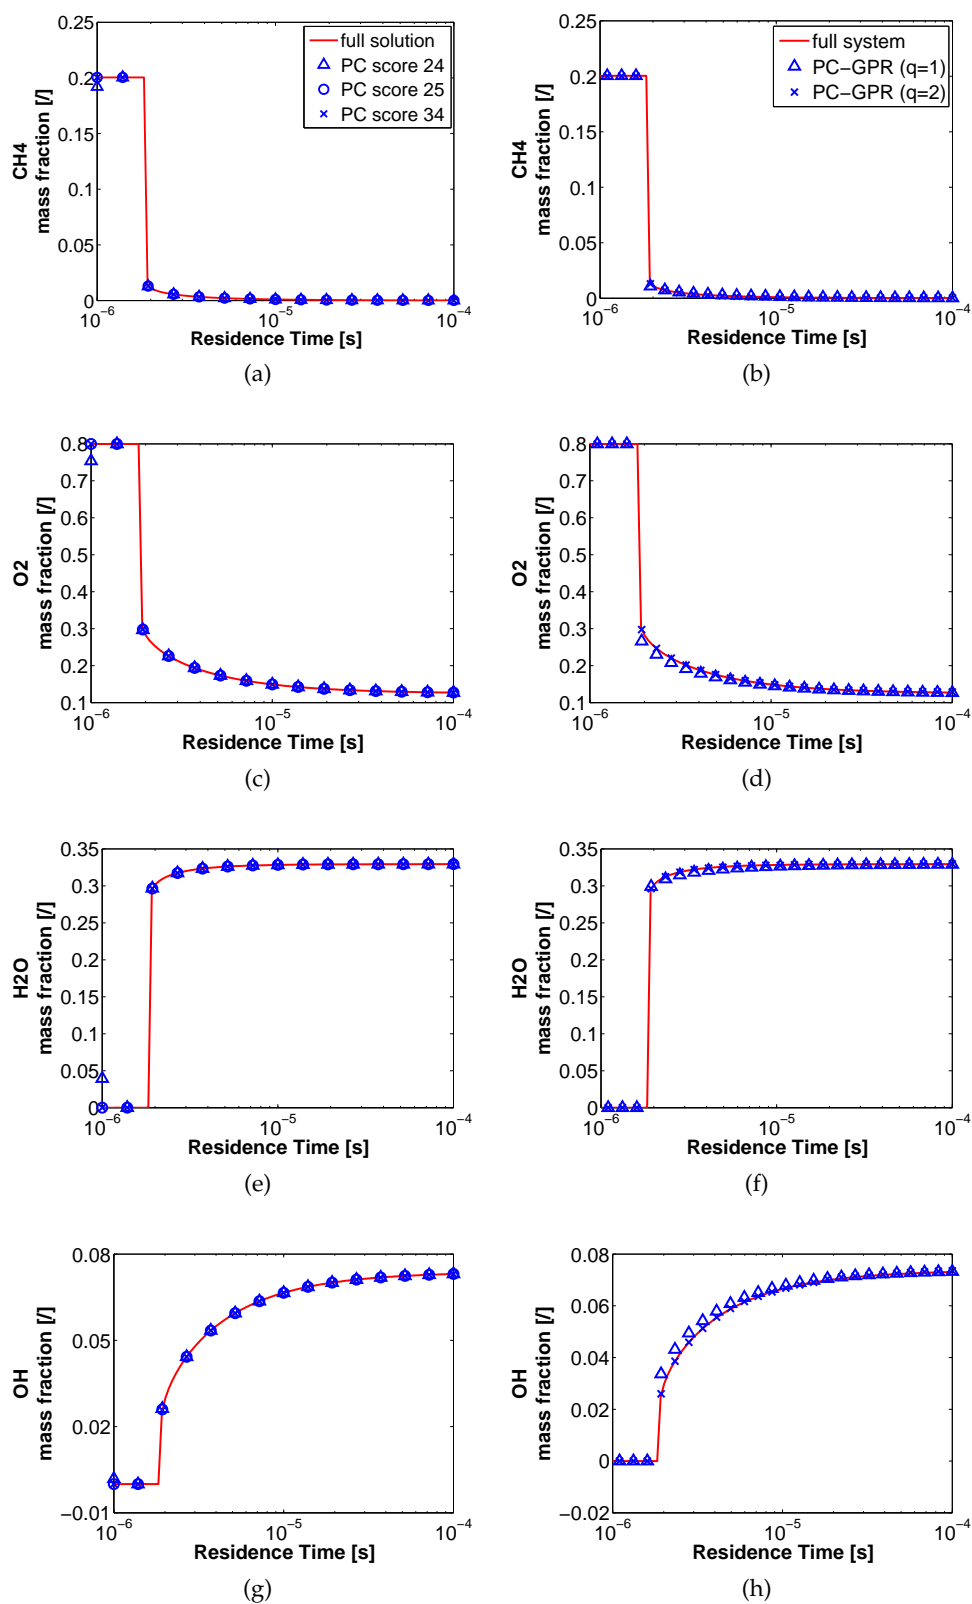 0.25
0.2
0.15
0.1
0.05
0
CH4
mass fraction [/]
full solution
PC score 24
PC score 25
PC score 34
10−6
10−5
10−4
Residence Time [s]
(a)
0.25
0.2
0.15
0.1
0.05
0
CH4
mass fraction [/]
full system
PC−GPR (q=1)
PC−GPR (q=2)
10−6
10−5
10−4
Residence Time [s]
(b)
0.8
0.7
0.6
0.5
0.4
0.3
0.2
0.1
O2
mass fraction [/]
10−6
10−5
10−4
Residence Time [s]
(c)
0.8
0.7
0.6
0.5
0.4
0.3
0.2
0.1
O2
mass fraction [/]
10−6
10−5
10−4
Residence Time [s]
(d)
0.35
0.3
0.25
0.2
0.15
0.1
0.05
0
H2O
mass fraction [/]
10−6
10−5
10−4
Residence Time [s]
(e)
0.35
0.3
0.25
0.2
0.15
0.1
0.05
0
H2O
mass fraction [/]
10−6
10−5
10−4
Residence Time [s]
(f)
0.08
0.05
0.02
−0.01
OH
mass fraction [/]
10−6
10−5
10−4
Residence Time [s]
(g)
0.08
0.06
0.04
0.02
0
−0.02
OH
mass fraction [/]
10−6
10−5
10−4
Residence Time [s]
(h)